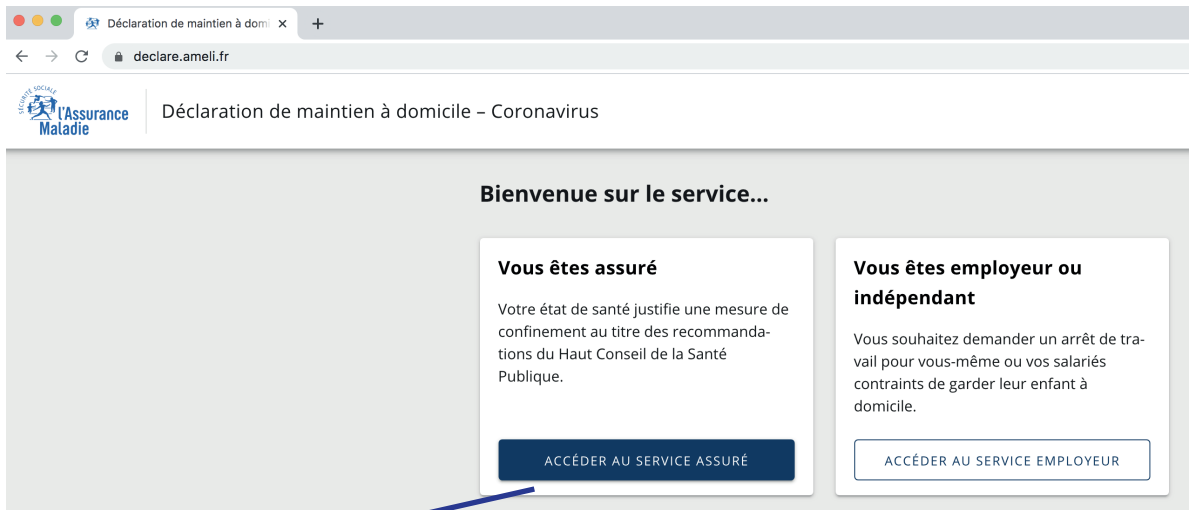 Déclaration de maintien à domi
declare.ameli.fr
SÉCURITÉ SOCIALE
l'Assurance
Maladie
Déclaration de maintien à domicile – Coronavirus
Bienvenue sur le service...
Vous êtes assuré
Votre état de santé justifie une mesure de
confinement au titre des recommanda-
tions du Haut Conseil de la Santé
Publique.
ACCÉDER AU SERVICE ASSURÉ
Vous êtes employeur ou
indépendant
Vous souhaitez demander un arrêt de tra-
vail pour vous-même ou vos salariés
contraints de garder leur enfant à
domicile.
ACCÉDER AU SERVICE EMPLOYEUR